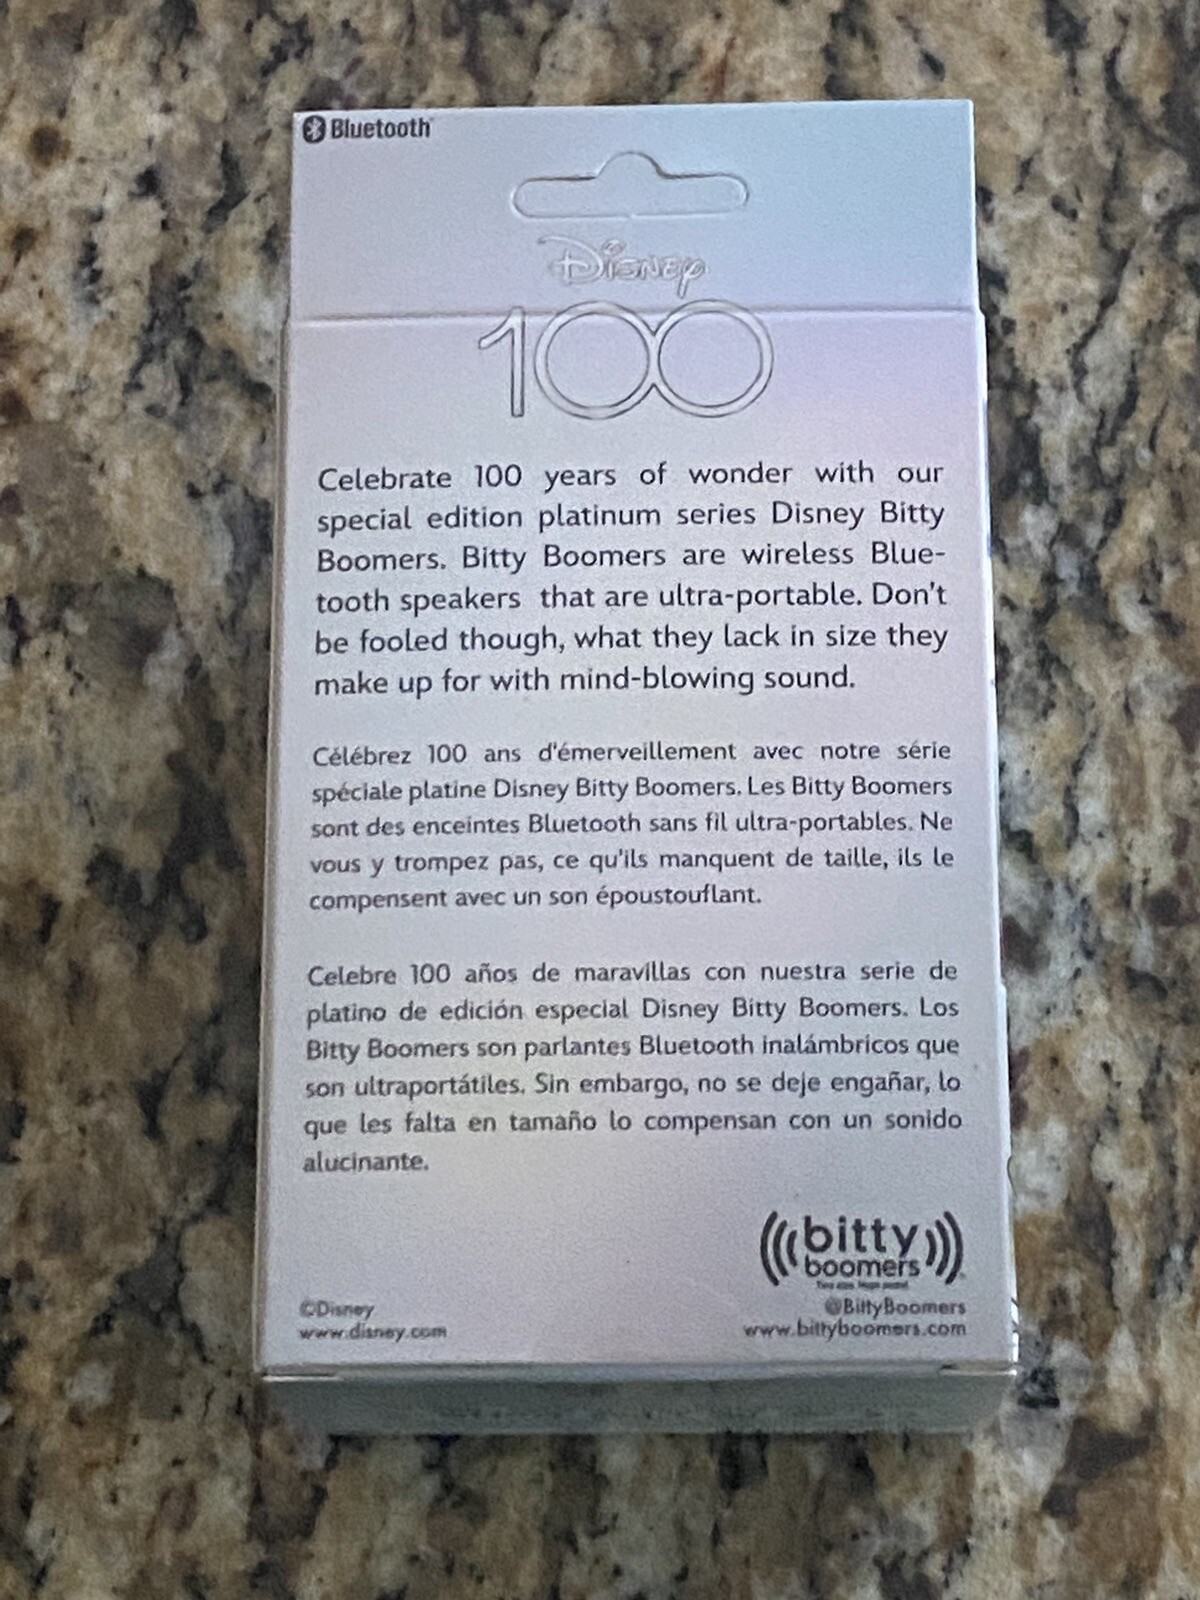 Bluetooth
Disney
100
Celebrate 100 years of wonder with our
special edition platinum series Disney Bitty
Boomers. Bitty Boomers are wireless Blue-
tooth speakers that are ultra-portable. Don't
be fooled though, what they lack in size they
make up for with mind-blowing sound.
Célébrez 100 ans d'émerveillement avec notre série
spéciale platine Disney Bitty Boomers. Les Bitty Boomers
sont des enceintes Bluetooth sans fil ultra-portables. Ne
vous y trompez pas, ce qu'ils manquent de taille, ils le
compensent avec un son époustouflant.
Celebre 100 años de maravillas con nuestra serie de
platino de edición especial Disney Bitty Boomers. Los
Bitty Boomers son parlantes Bluetooth inalámbricos que
son ultraportátiles. Sin embargo, no se deje engañar, lo
que les falta en tamaño lo compensan con un sonido
alucinante.
bitty
boomers
©Disney
www.disney.com
@BittyBoomers
www.bittyboomers.com